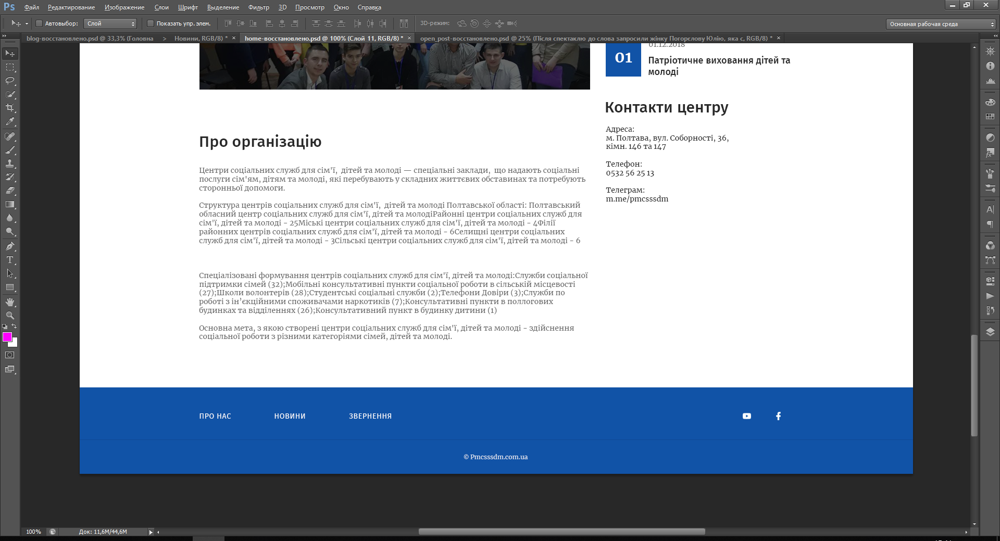 Ps Файл Редактирование Изображение Слои Шрифт Выделение Фильтр 3D Просмотр Окно Справка
Автовыбор: Слой Показать упр. элем. 3D-режим: Основная рабочая среда
blog-восстановлено.psd @ 33,3% (Головна > Новини, RGB/8) * × home-восстановлено.psd @ 100% (Слой 11, RGB/8) * × open_post-восстановлено.psd @ 25% (Після спектаклю до слова запросили жінку Погорєлову Юлію, яка с, RGB/8) * ×
01.12.2018
01
Патріотичне виховання дітей та
молоді
Контакти центру
Адреса:
м. Полтава, вул. Соборності, 36,
кімн. 146 та 147
Телефон:
0532 56 25 13
Телеграм:
m.me/pmcsssdm
Про організацію
Центри соціальних служб для сім'ї,  дітей та молоді — спеціальні заклади,  що надають соціальні
послуги сім'ям, дітям та молоді, які перебувають у складних життєвих обставинах та потребують
сторонньої допомоги.
Структура центрів соціальних служб для сім'ї,  дітей та молоді Полтавської області: Полтавський
обласний центр соціальних служб для сім'ї, дітей та молодіРайонні центри соціальних служб для
сім'ї, дітей та молоді - 25Міські центри соціальних служб для сім'ї, дітей та молоді - 4Філії
районних центрів соціальних служб для сім'ї, дітей та молоді - 6Селищні центри соціальних
служб для сім'ї, дітей та молоді - 3Сільські центри соціальних служб для сім'ї, дітей та молоді - 6
Спеціалізовані формування центрів соціальних служб для сім'ї, дітей та молоді:Служби соціальної
підтримки сімей (32);Мобільні консультативні пункти соціальної роботи в сільській місцевості
(27);Школи волонтерів (28);Студентські соціальні служби (2);Телефони Довіри (3);Служби по
роботі з ін’єкційними споживачами наркотиків (7);Консультативні пункти в поллогових
будинках та відділеннях (26);Консультативний пункт в будинку дитини (1)
Основна мета, з якою створені центри соціальних служб для сім'ї, дітей та молоді - здійснення
соціальної роботи з різними категоріями сімей, дітей та молоді.
ПРО НАС НОВИНИ ЗВЕРНЕННЯ
© Pmcsssdm.com.ua
100% Док: 11,6M/44,6M